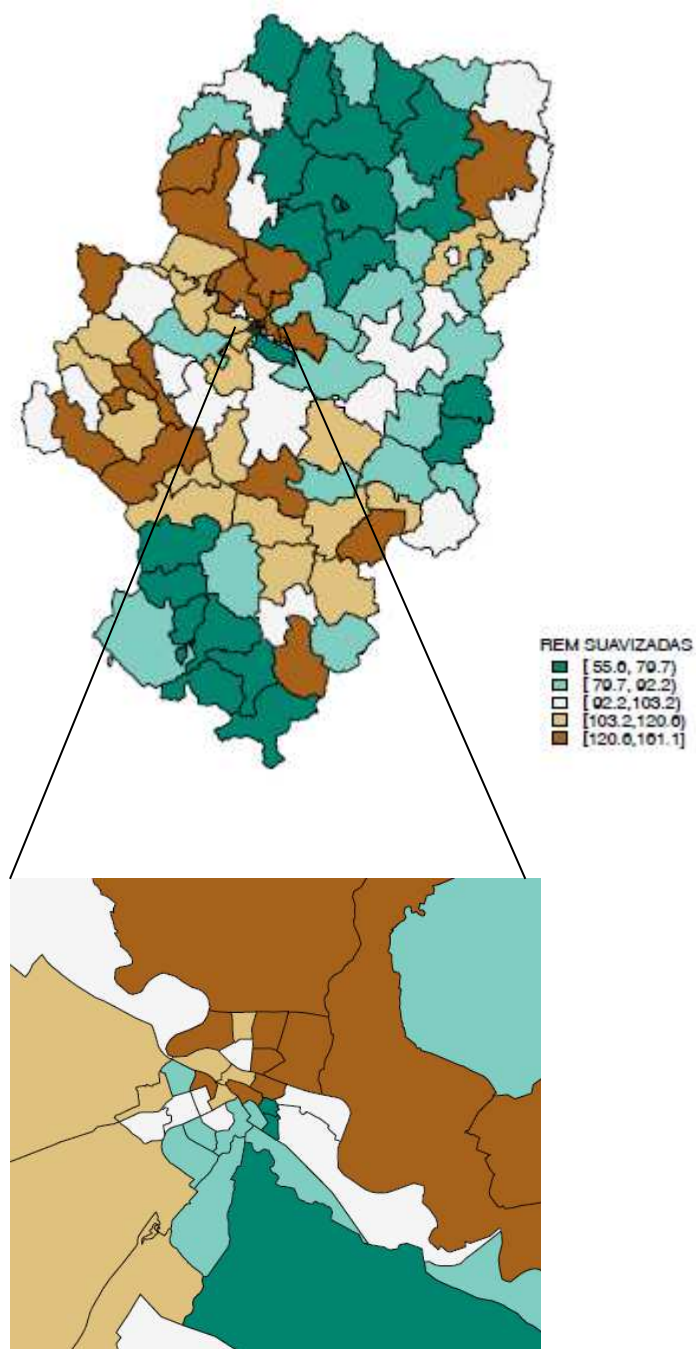 REM SUAVIZADAS
[ 55.6, 79.7)
[ 79.7, 92.2)
[ 92.2,103.2)
[103.2,120.6)
[120.6,161.1]